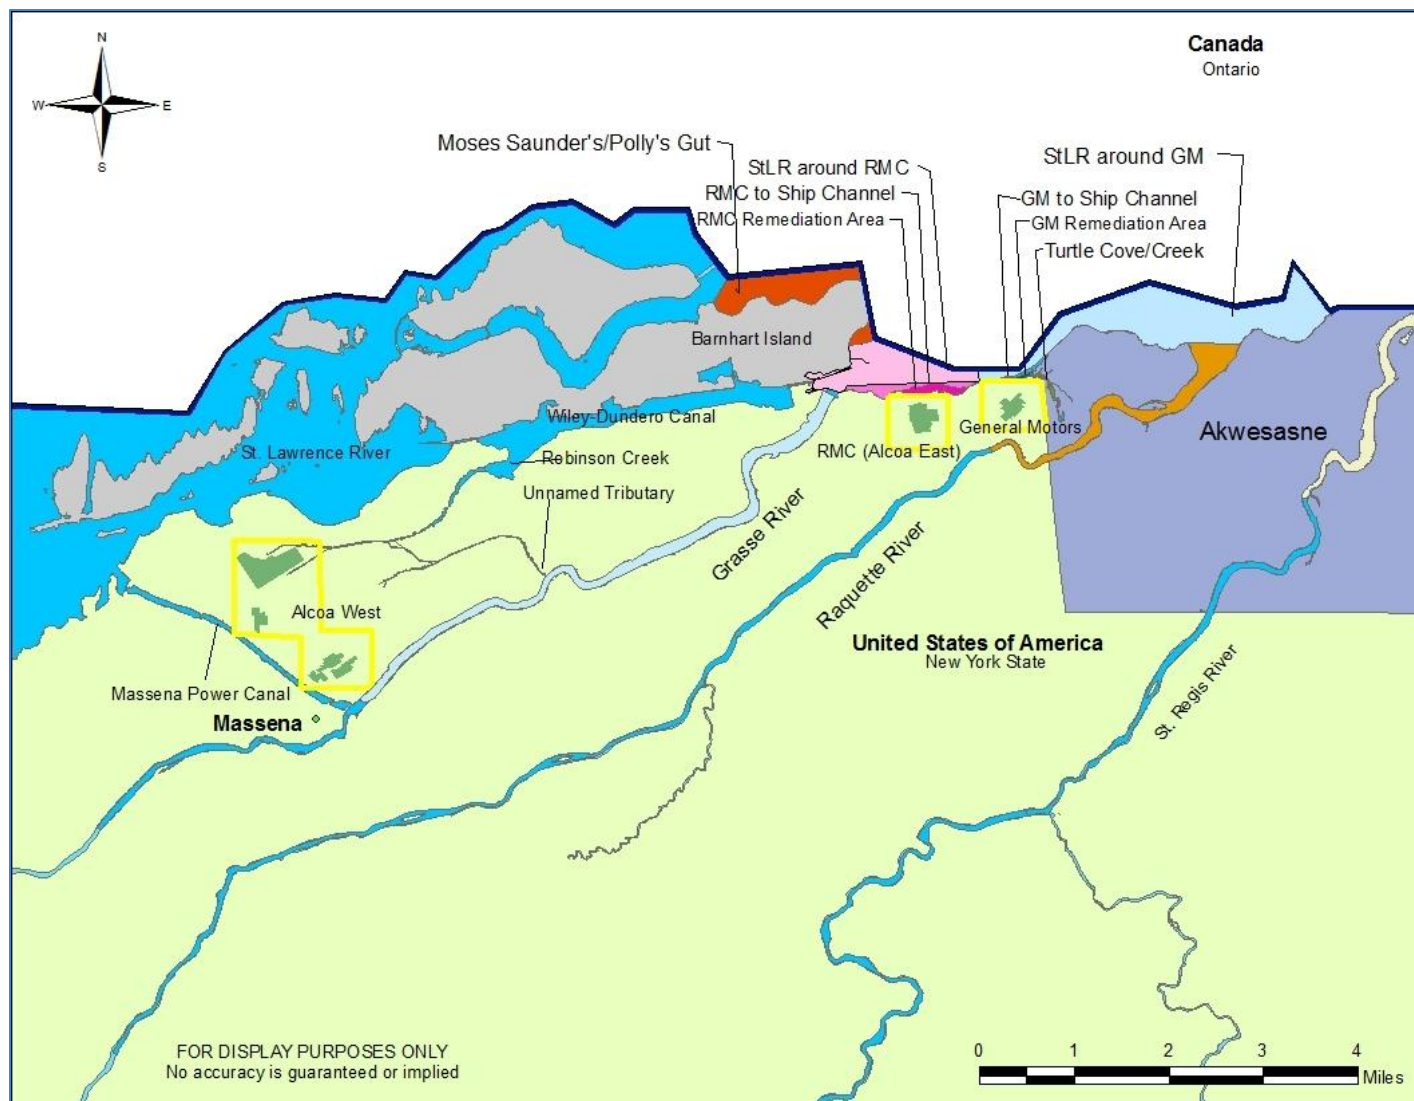 N
W
E
S
Canada
Ontario
Moses Saunder's/Polly's Gut
StLR around RMC
RMC to Ship Channel
RMC Remediation Area
StLR around GM
GM to Ship Channel
GM Remediation Area
Turtle Cove/Creek
Barnhart Island
Wiley-Dundero Canal
St. Lawrence River
Robinson Creek
Unnamed Tributary
General Motors
RMC (Alcoa East)
Akwesasne
Grasse River
Raquette River
Alcoa West
United States of America
New York State
St. Regis River
Massena Power Canal
Massena
FOR DISPLAY PURPOSES ONLY
No accuracy is guaranteed or implied
0 1 2 3 4
Miles